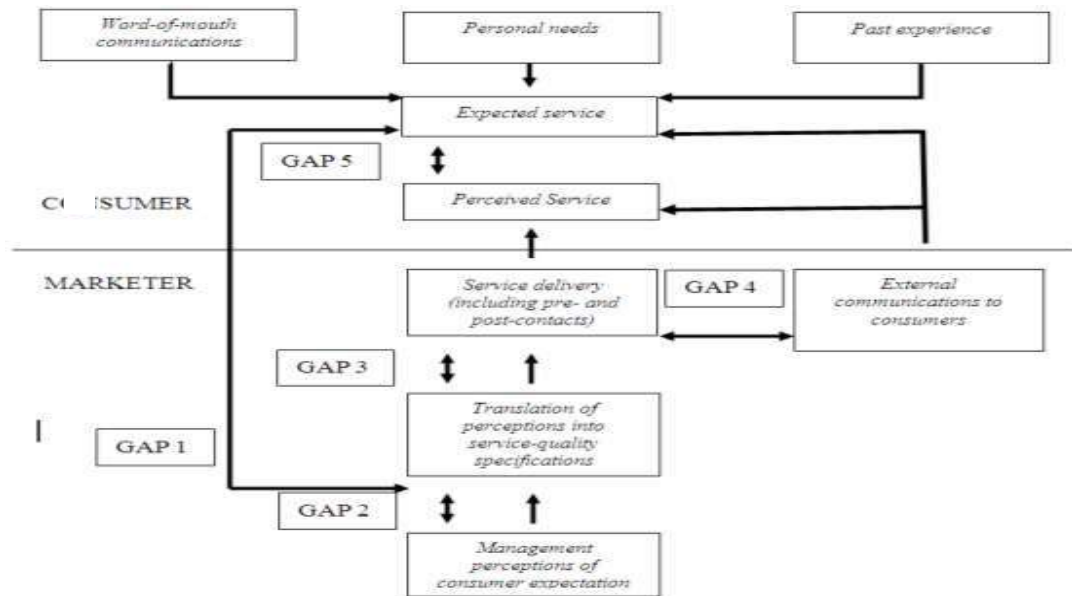 Word-of-mouth
communications
Personal needs
Past experience
Expected service
GAP 5
Perceived Service
MARKETER
Service delivery
(including pre- and
post-contacts)
GAP 4
External
communications to
consumers
GAP 3
Translation of
perceptions into
service-quality
specifications
GAP 1
GAP 2
Management
perceptions of
consumer expectation